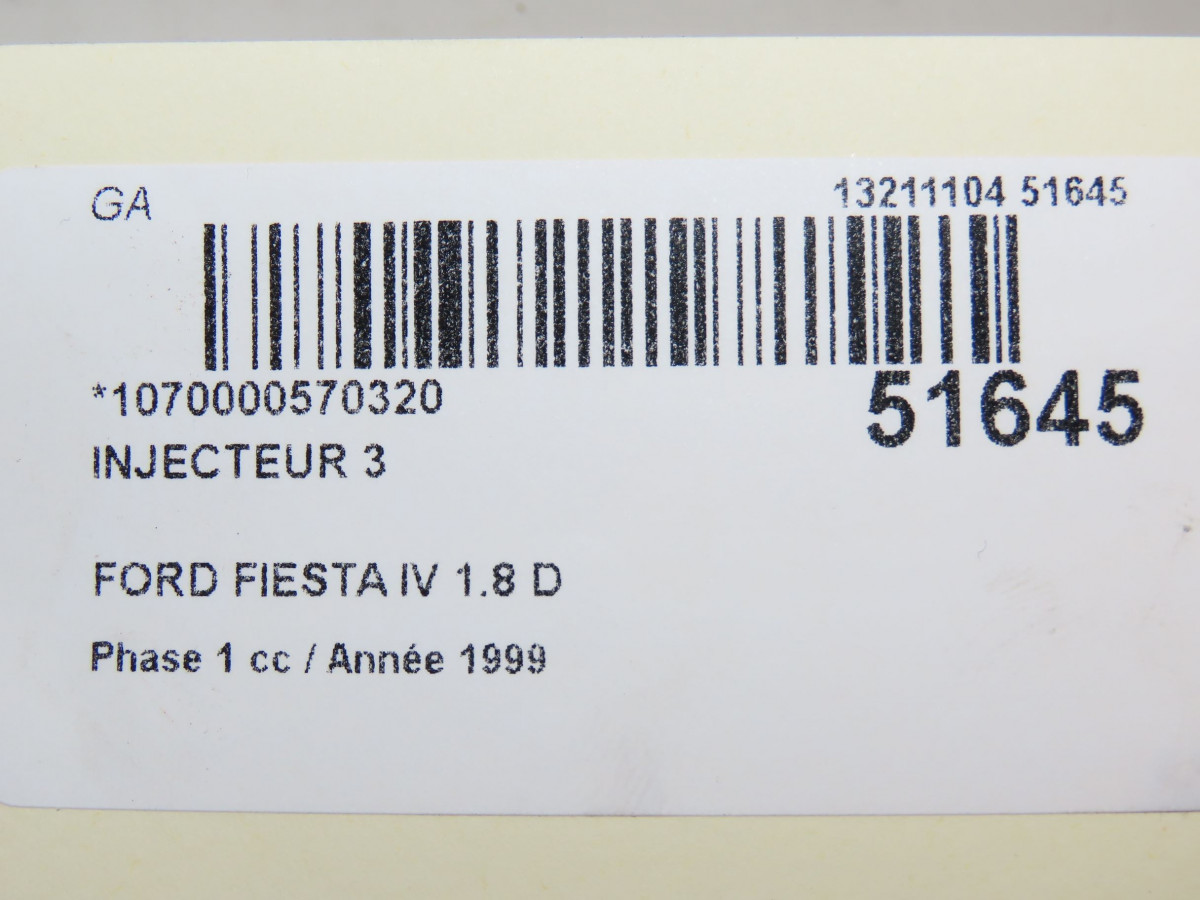 GA
13211104 51645
*1070000570320
51645
INJECTEUR 3
FORD FIESTA IV 1.8 D
Phase 1 cc / Année 1999